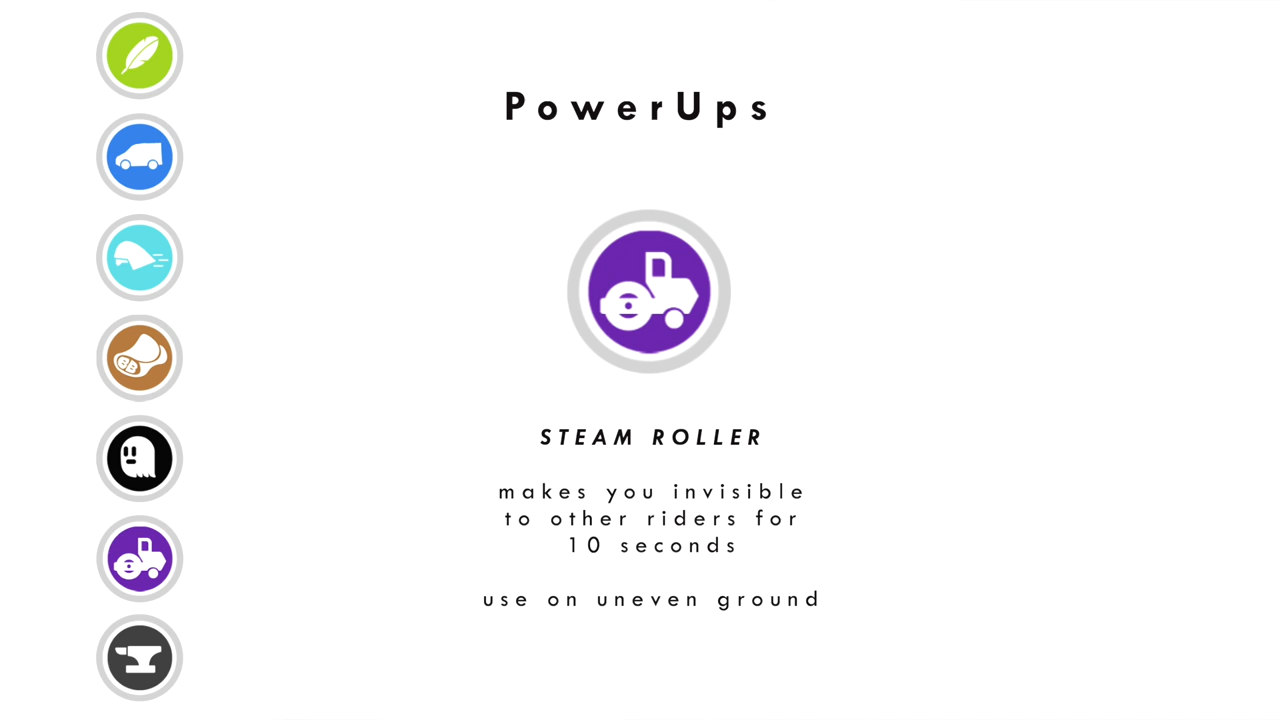 PowerUps
STEAM ROLLER
makes you invisible
to other riders for
10 seconds
use on uneven ground